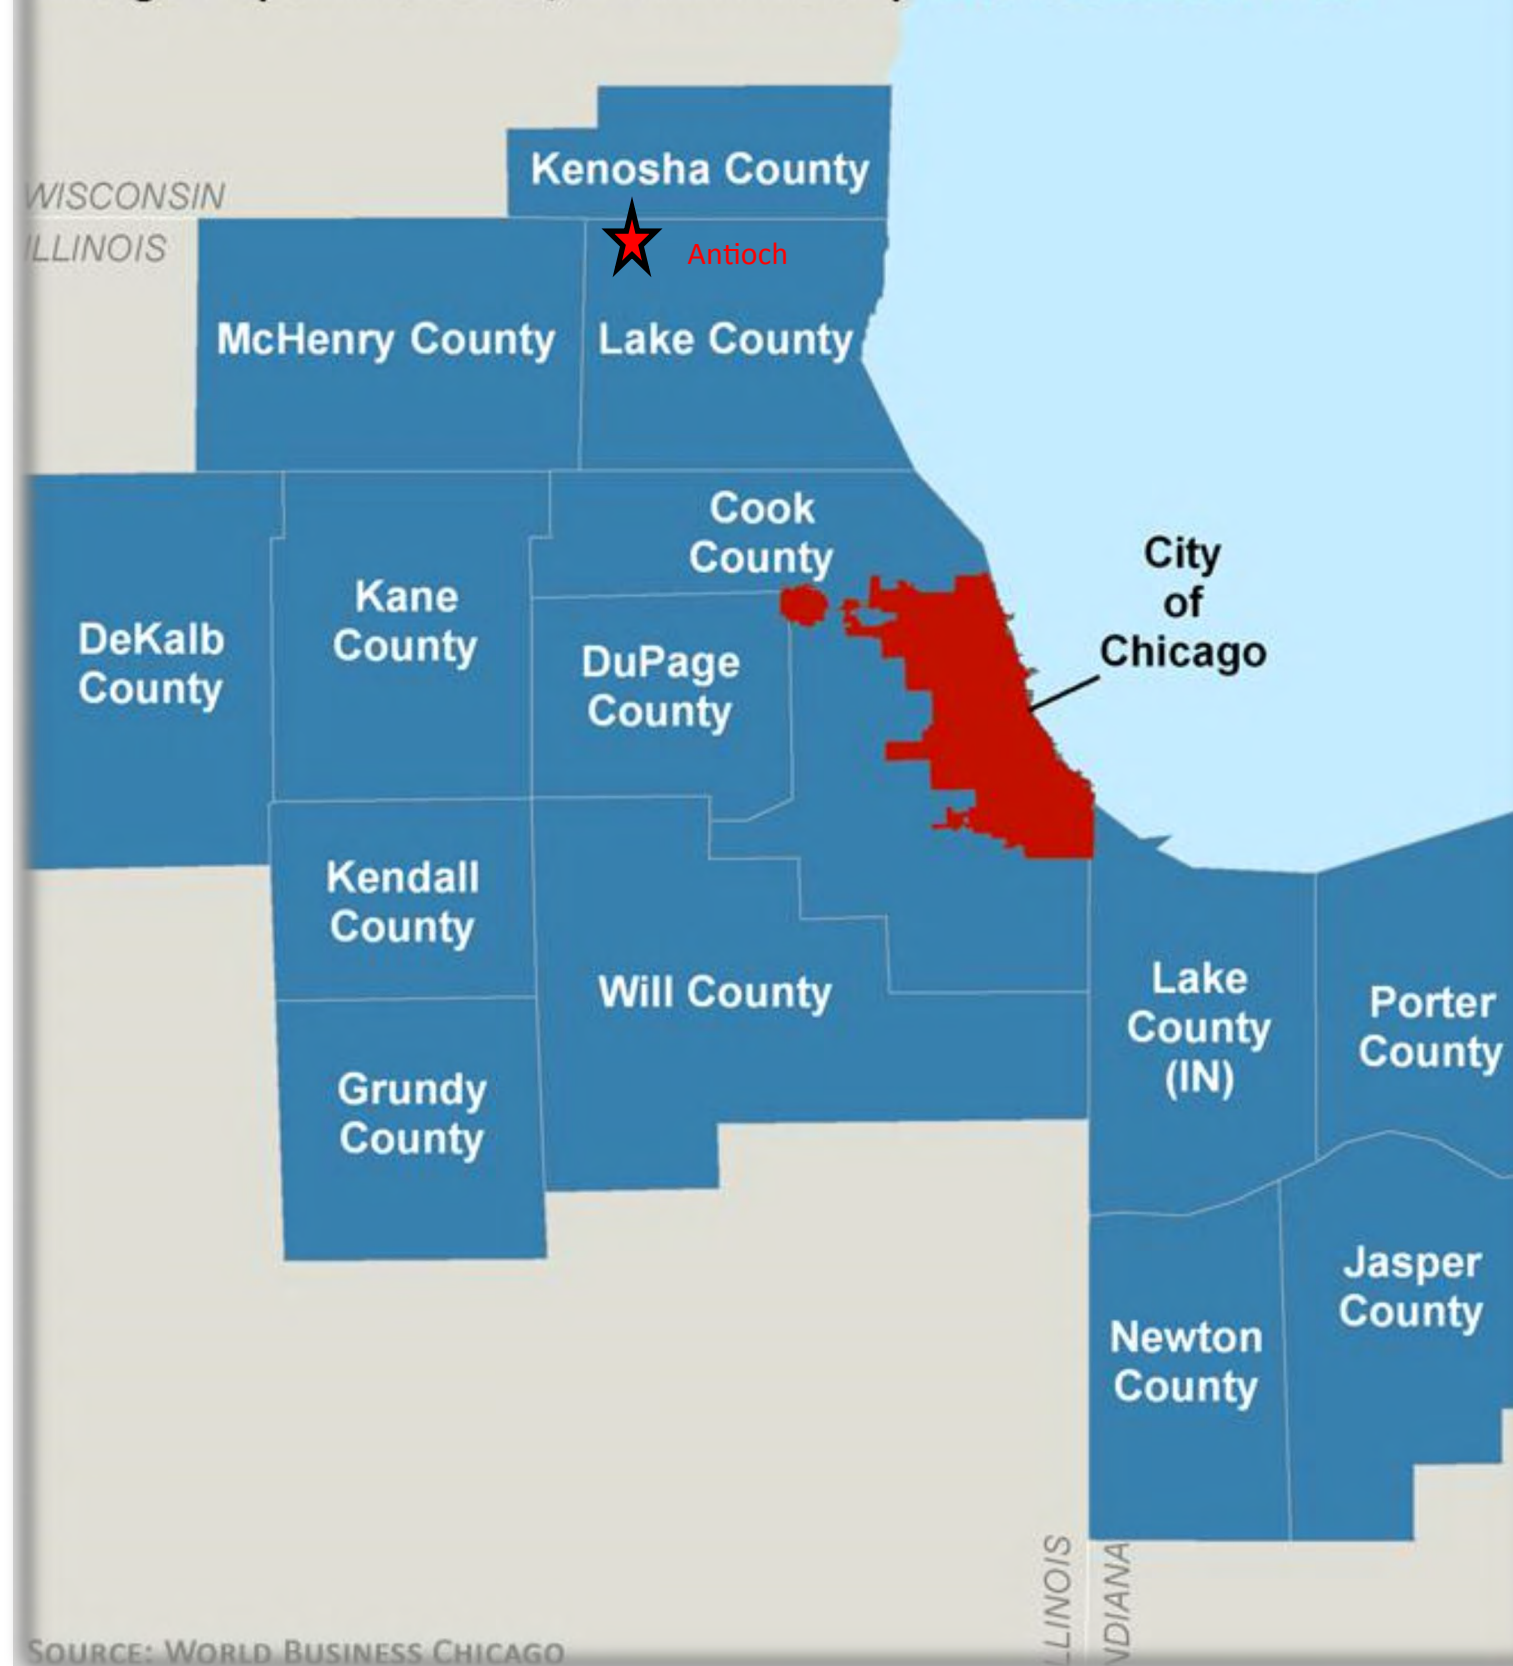 WISCONSIN
ILLINOIS
Kenosha County
Antioch
McHenry County
Lake County
Cook
County
City
of
Chicago
DeKalb
County
Kane
County
DuPage
County
Kendall
County
Will County
Lake
County
(IN)
Porter
County
Grundy
County
Jasper
County
Newton
County
LLINOIS
NDIANA
SOURCE: WORLD BUSINESS CHICAGO